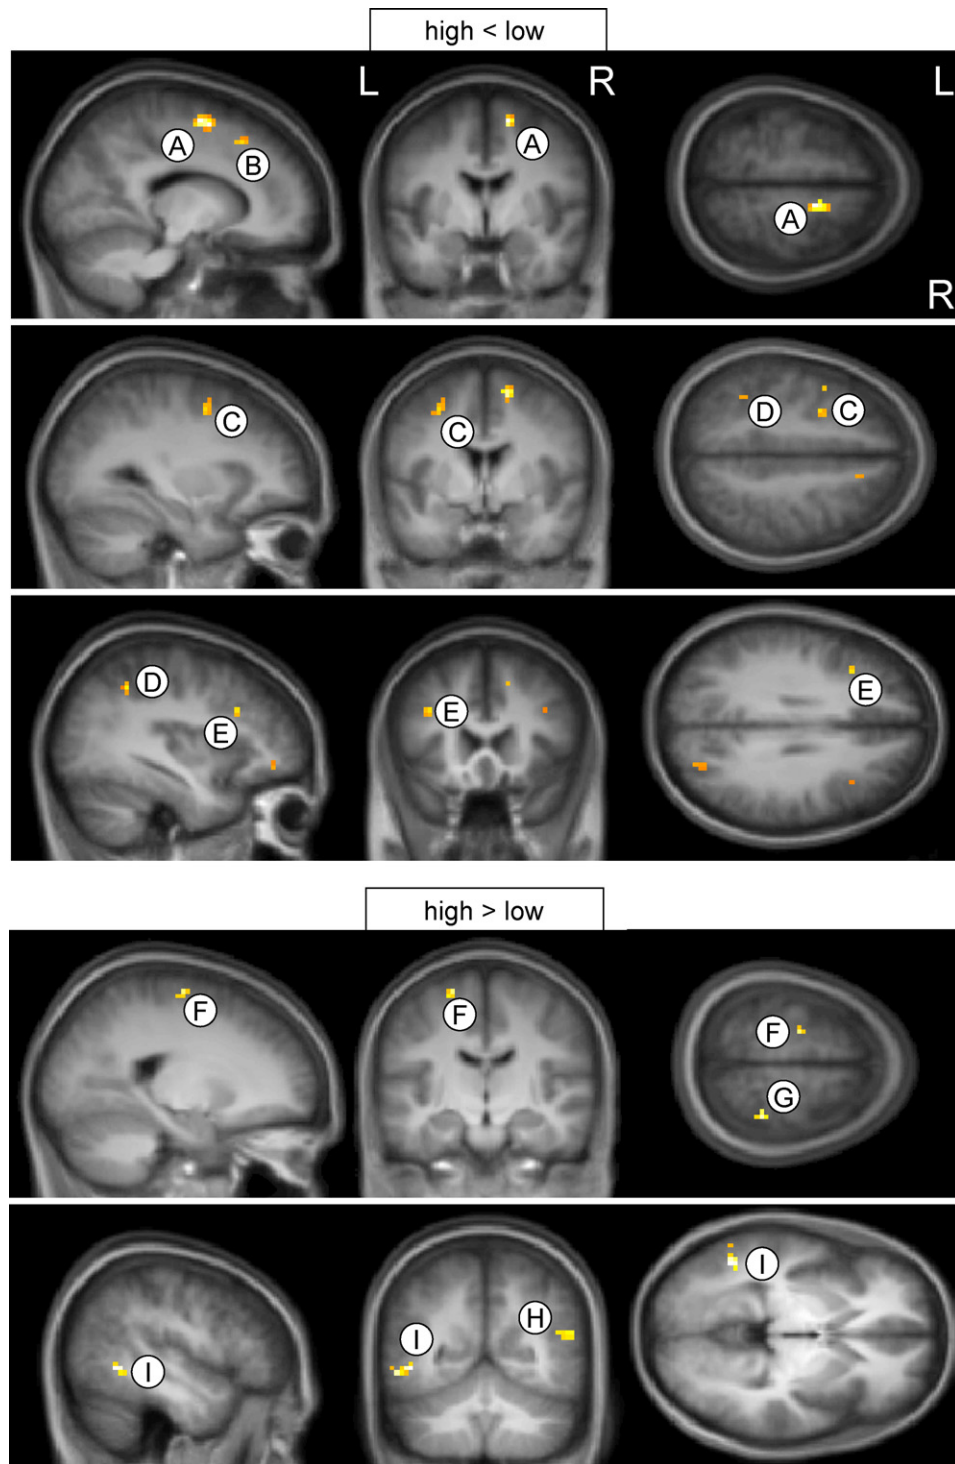 high < low
L R L
A B A A
R
C C D C
D E E E
high > low
F F F
G
I I H I